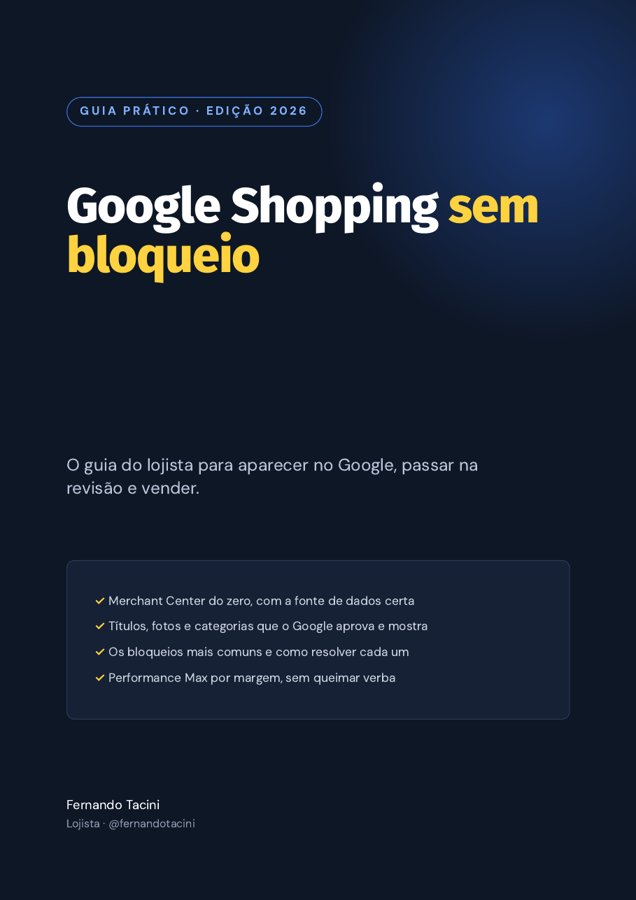 GUIA PRÁTICO · EDIÇÃO 2026
Google Shopping sem
bloqueio
O guia do lojista para aparecer no Google, passar na
revisão e vender.
✓ Merchant Center do zero, com a fonte de dados certa
✓ Títulos, fotos e categorias que o Google aprova e mostra
✓ Os bloqueios mais comuns e como resolver cada um
✓ Performance Max por margem, sem queimar verba
Fernando Tacini
Lojista · @fernandotacini